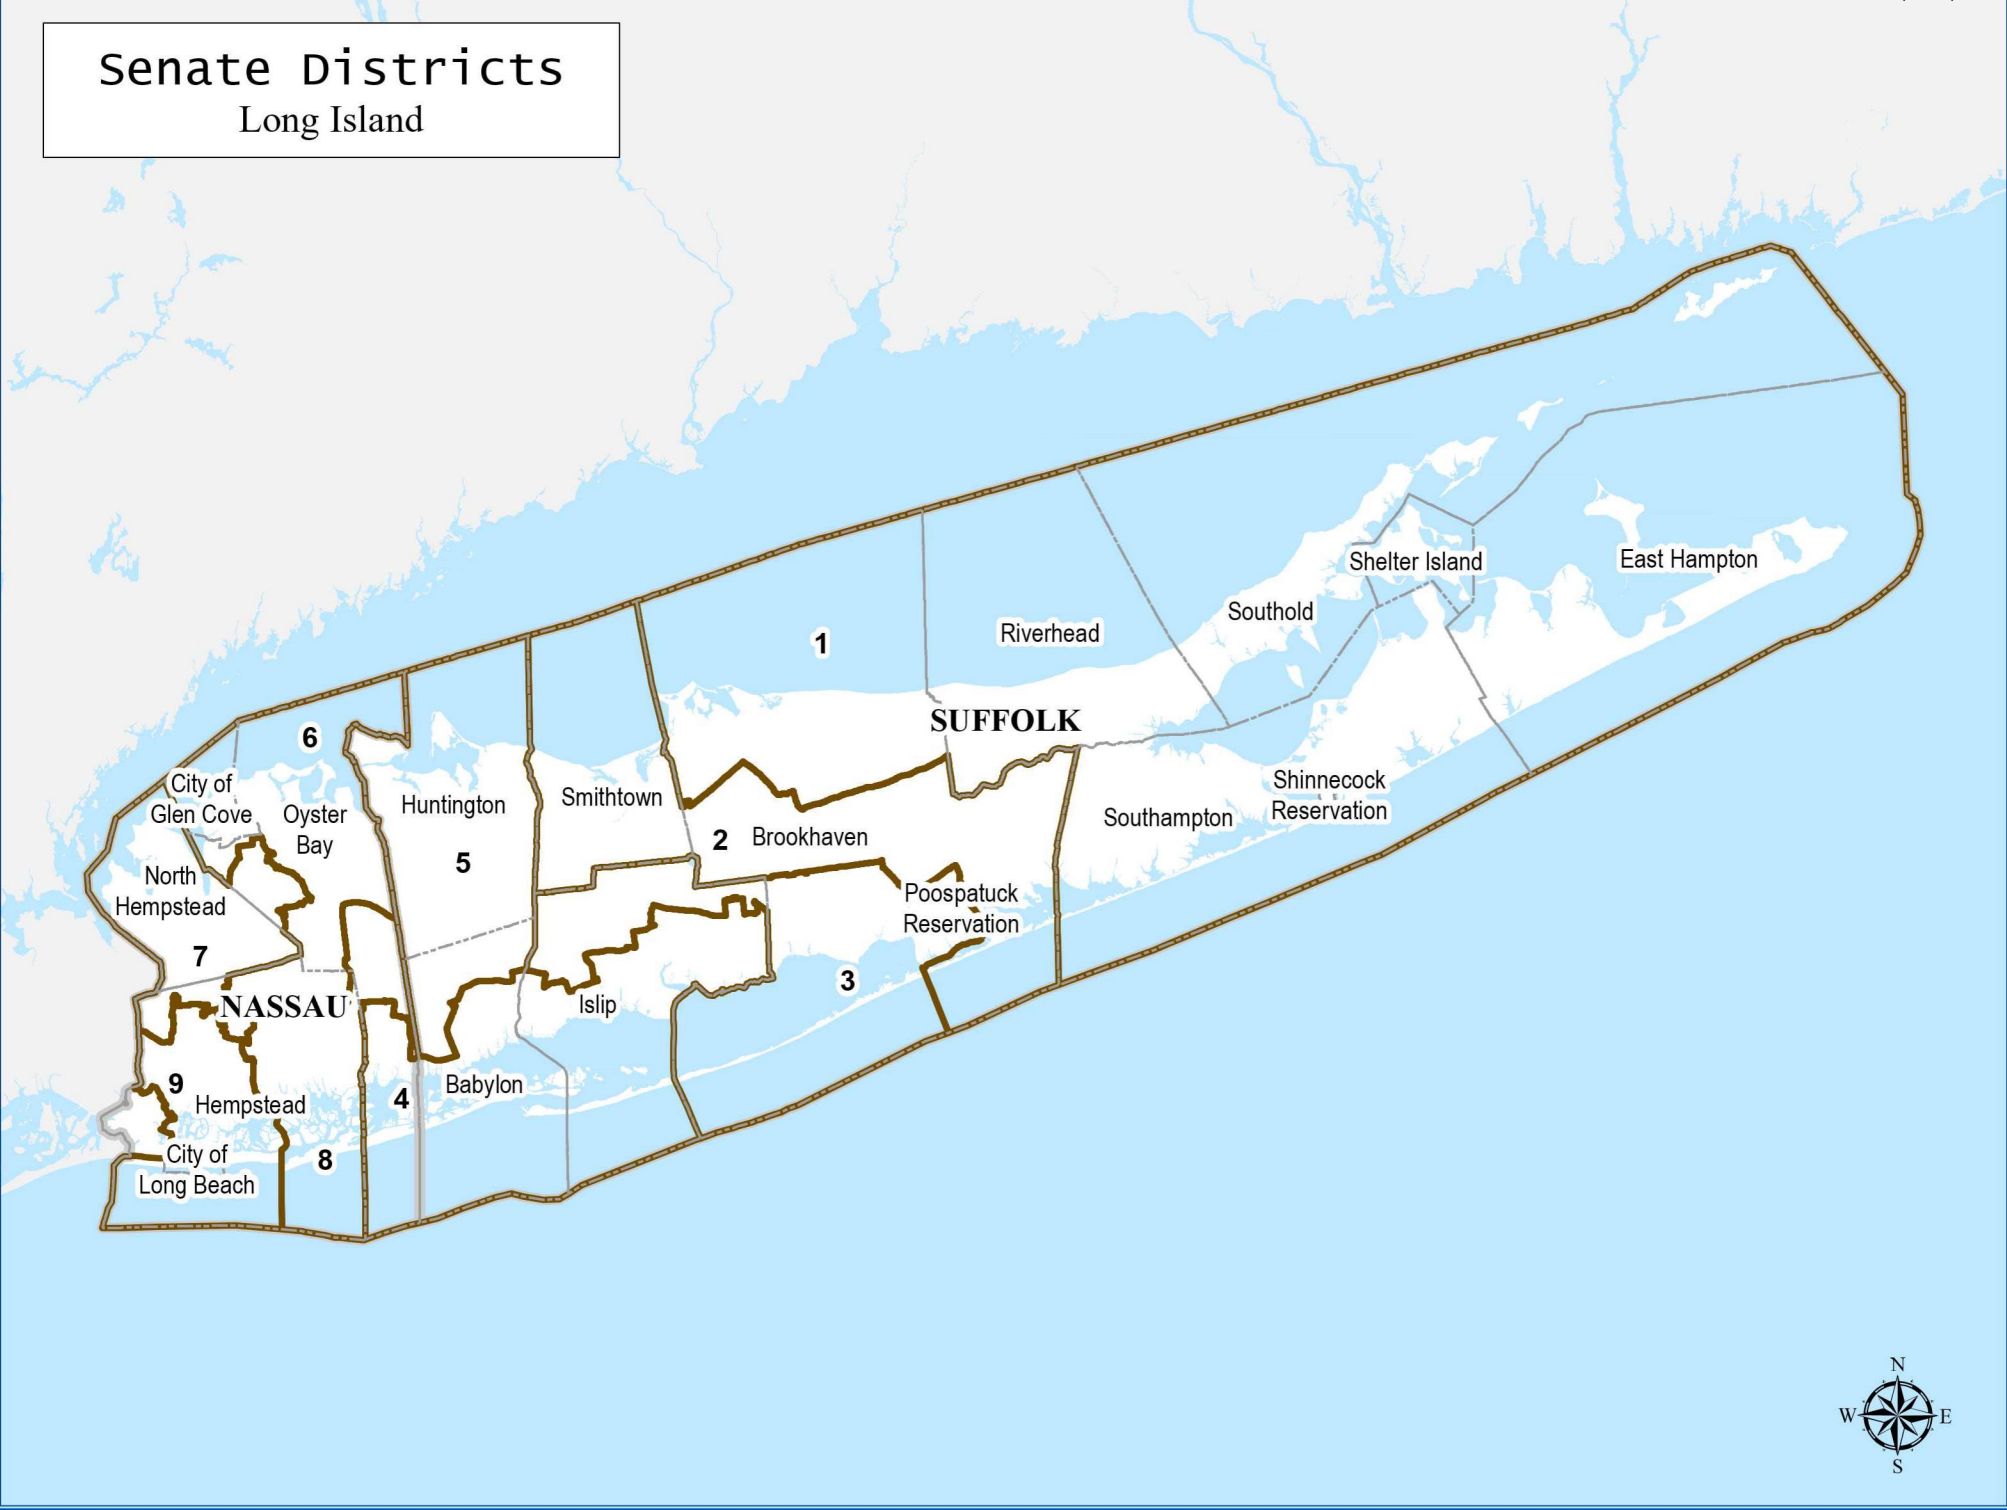 Senate Districts
Long Island
1
Riverhead
Southold
Shelter Island
East Hampton
SUFFOLK
6
City of
Glen Cove
Oyster
Bay
Huntington
5
Smithtown
2
Brookhaven
Southampton
Shinnecock
Reservation
North
Hempstead
7
Poospatuck
Reservation
3
NASSAU
Islip
9
Hempstead
4
Babylon
City of
Long Beach
8
N
W
E
S